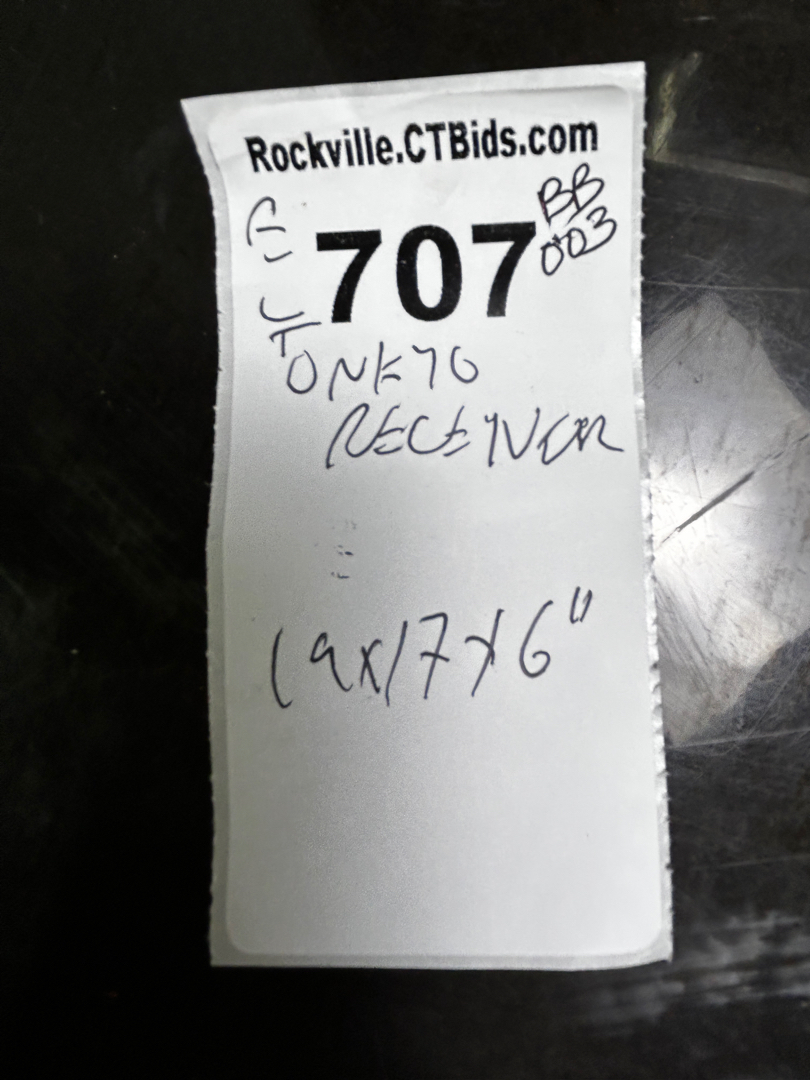 Rockville.CTBids.com
BB
707
003
ONKYO
RECEIVER
19x17x6"